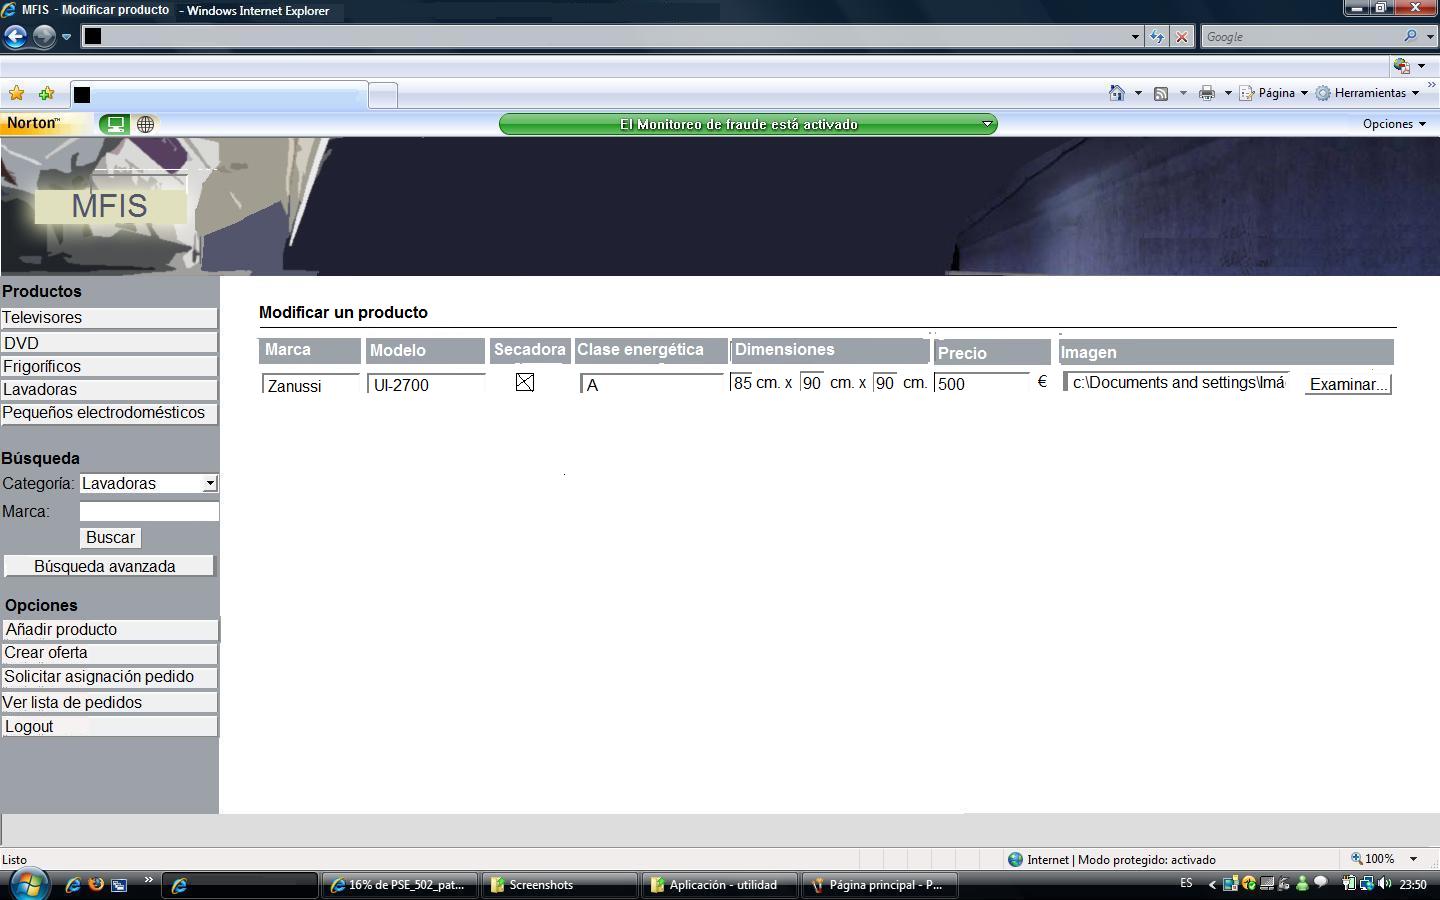 MFIS - Modificar producto - Windows Internet Explorer
Google
Página Herramientas
Norton™ El Monitoreo de fraude está activado Opciones
MFIS
Productos
Televisores
DVD
Frigoríficos
Lavadoras
Pequeños electrodomésticos
Búsqueda
Categoría: Lavadoras
Marca:
Buscar
Búsqueda avanzada
Opciones
Añadir producto
Crear oferta
Solicitar asignación pedido
Ver lista de pedidos
Logout
Modificar un producto
Marca Modelo Secadora Clase energética Dimensiones Precio Imagen
Zanussi UI-2700 A 85 cm. x 90 cm. x 90 cm. 500 € c:\Documents and settings\Imá Examinar...
Listo Internet | Modo protegido: activado 100%
16% de PSE_502_pat... Screenshots Aplicación - utilidad Página principal - P... ES 23:50